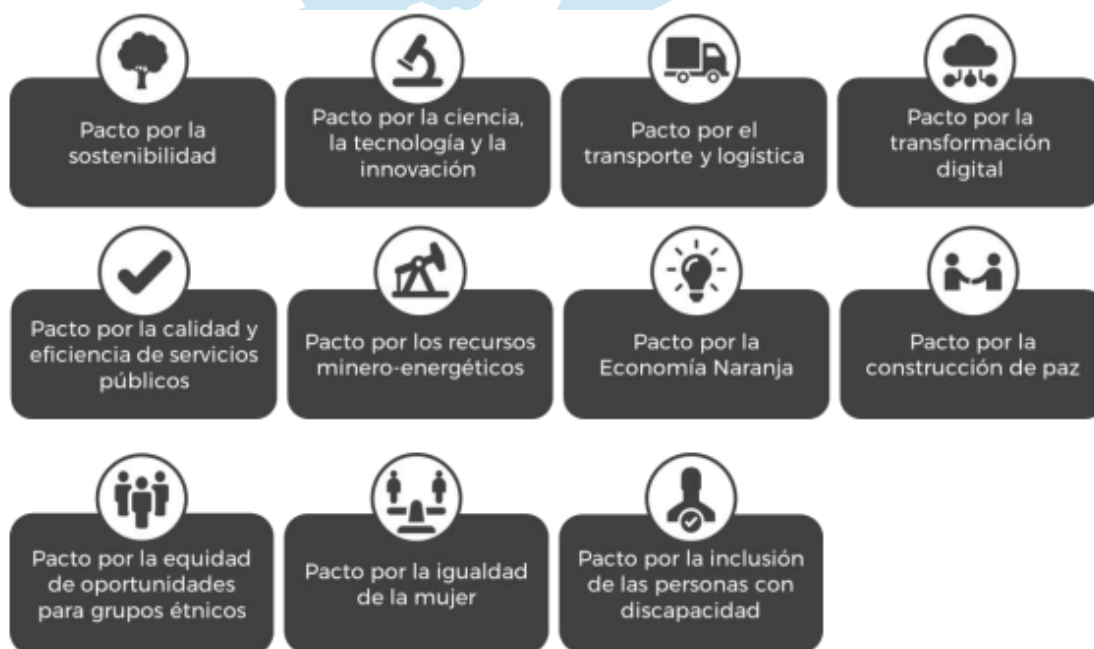 Pacto por la
sostenibilidad
Pacto por la ciencia,
la tecnología y la
innovación
Pacto por el
transporte y logística
Pacto por la
transformación
digital
Pacto por la calidad y
eficiencia de servicios
públicos
Pacto por los recursos
minero-energéticos
Pacto por la
Economía Naranja
Pacto por la
construcción de paz
Pacto por la equidad
de oportunidades
para grupos étnicos
Pacto por la igualdad
de la mujer
Pacto por la inclusión
de las personas con
discapacidad